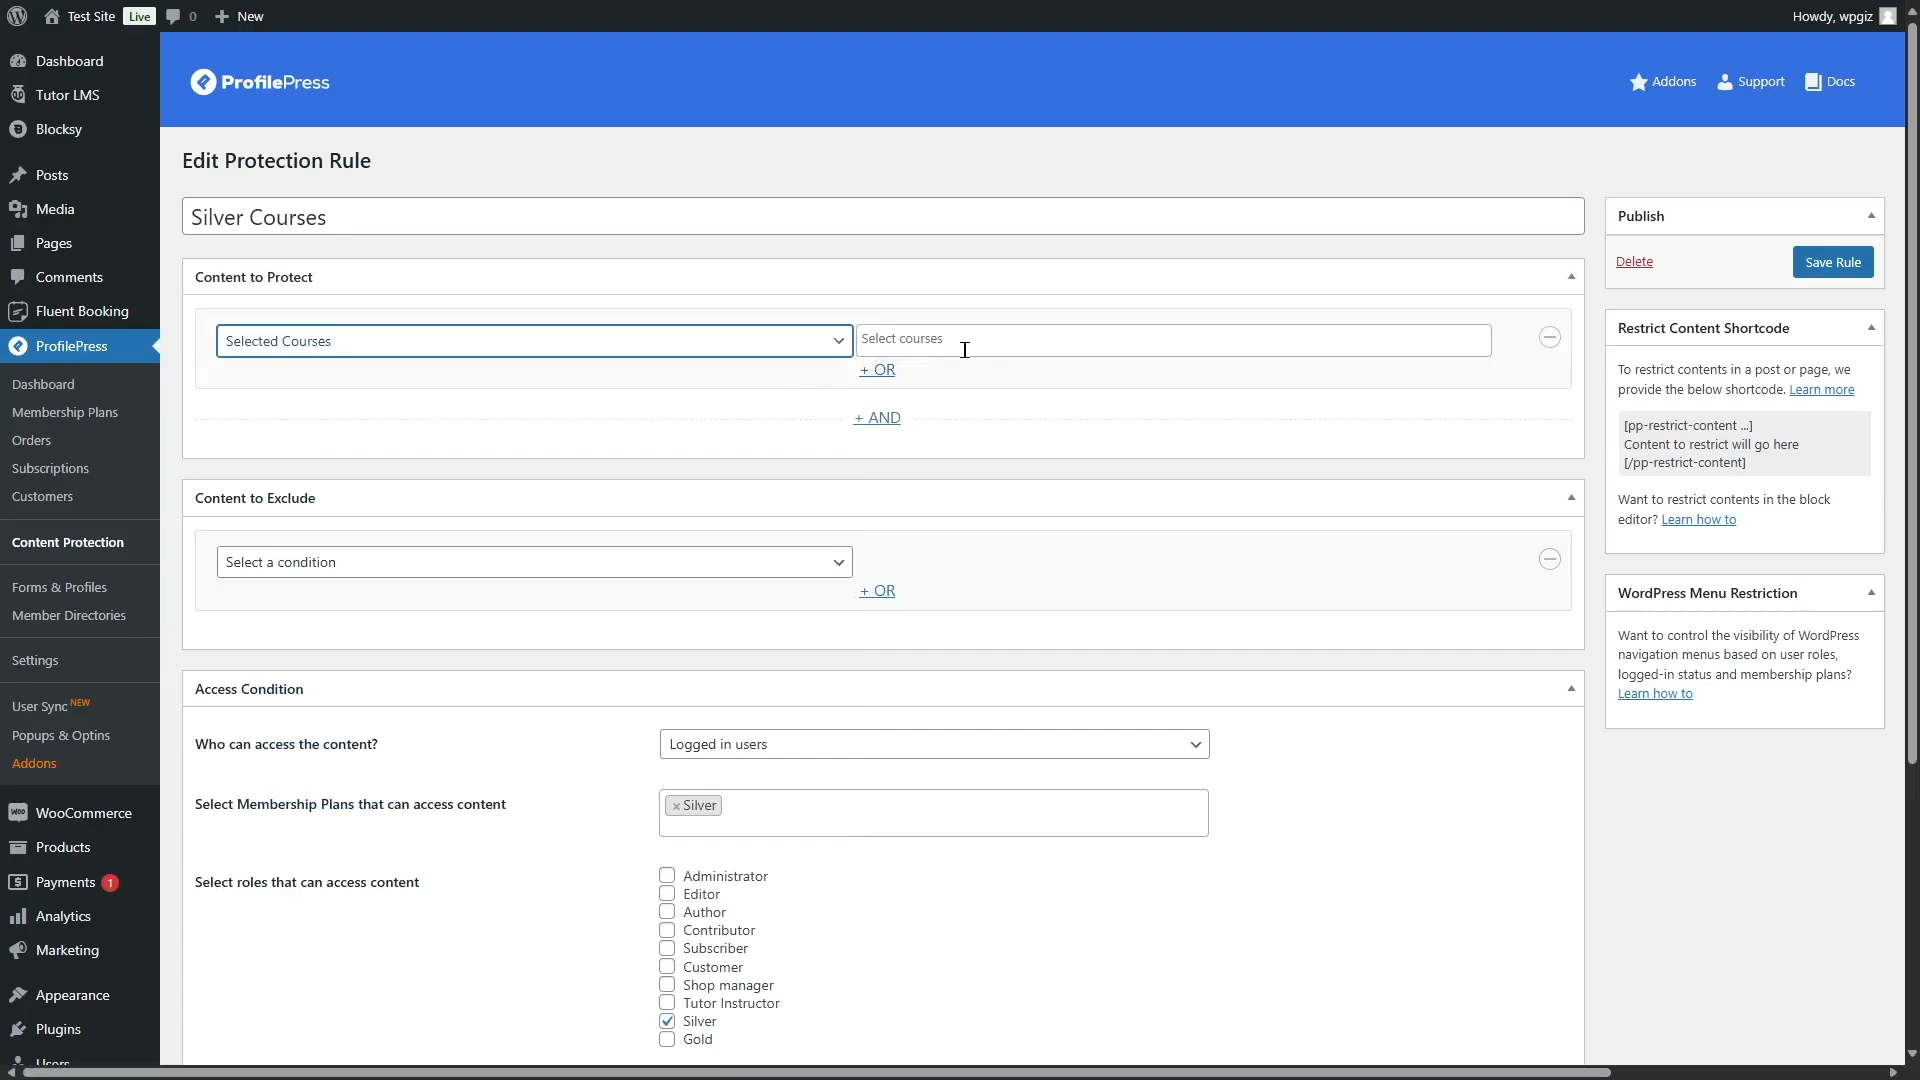 Test Site Live 0 New
Howdy, wpgiz
Dashboard
Tutor LMS
Blocksy
Posts
Media
Pages
Comments
Fluent Booking
ProfilePress
Dashboard
Membership Plans
Orders
Subscriptions
Customers
Content Protection
Forms & Profiles
Member Directories
Settings
User Sync NEW
Popups & Optins
Addons
WooCommerce
Products
Payments 1
Analytics
Marketing
Appearance
Plugins
Users
ProfilePress
Addons
Support
Docs
Edit Protection Rule
Silver Courses
Content to Protect
Selected Courses
Select courses
+ OR
+ AND
Content to Exclude
Select a condition
+ OR
Access Condition
Who can access the content?
Logged in users
Select Membership Plans that can access content
× Silver
Select roles that can access content
Administrator
Editor
Author
Contributor
Subscriber
Customer
Shop manager
Tutor Instructor
Silver
Gold
Publish
Delete
Save Rule
Restrict Content Shortcode
To restrict contents in a post or page, we
provide the below shortcode. Learn more
[pp-restrict-content ...]
Content to restrict will go here
[/pp-restrict-content]
Want to restrict contents in the block
editor? Learn how to
WordPress Menu Restriction
Want to control the visibility of WordPress
navigation menus based on user roles,
logged-in status and membership plans?
Learn how to